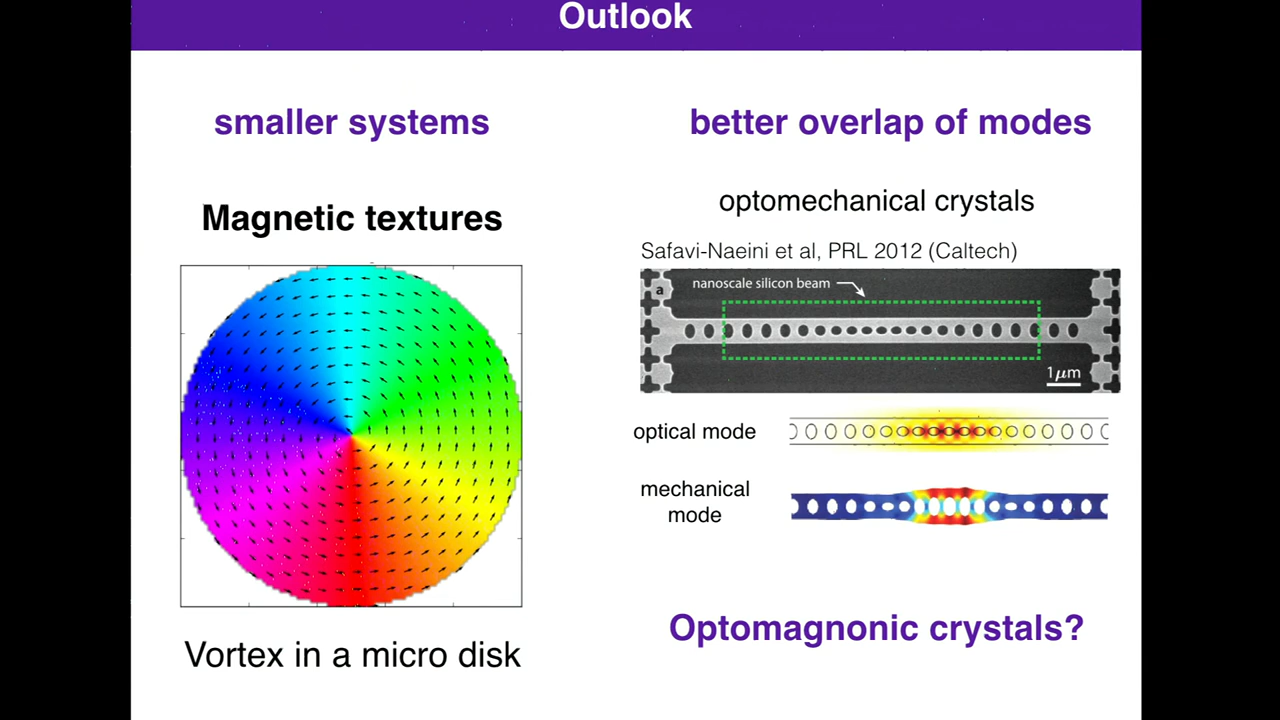 Outlook
smaller systems
Magnetic textures
Vortex in a micro disk
better overlap of modes
optomechanical crystals
Safavi-Naeini et al, PRL 2012 (Caltech)
a
nanoscale silicon beam
1μm
optical mode
mechanical
mode
Optomagnonic crystals?